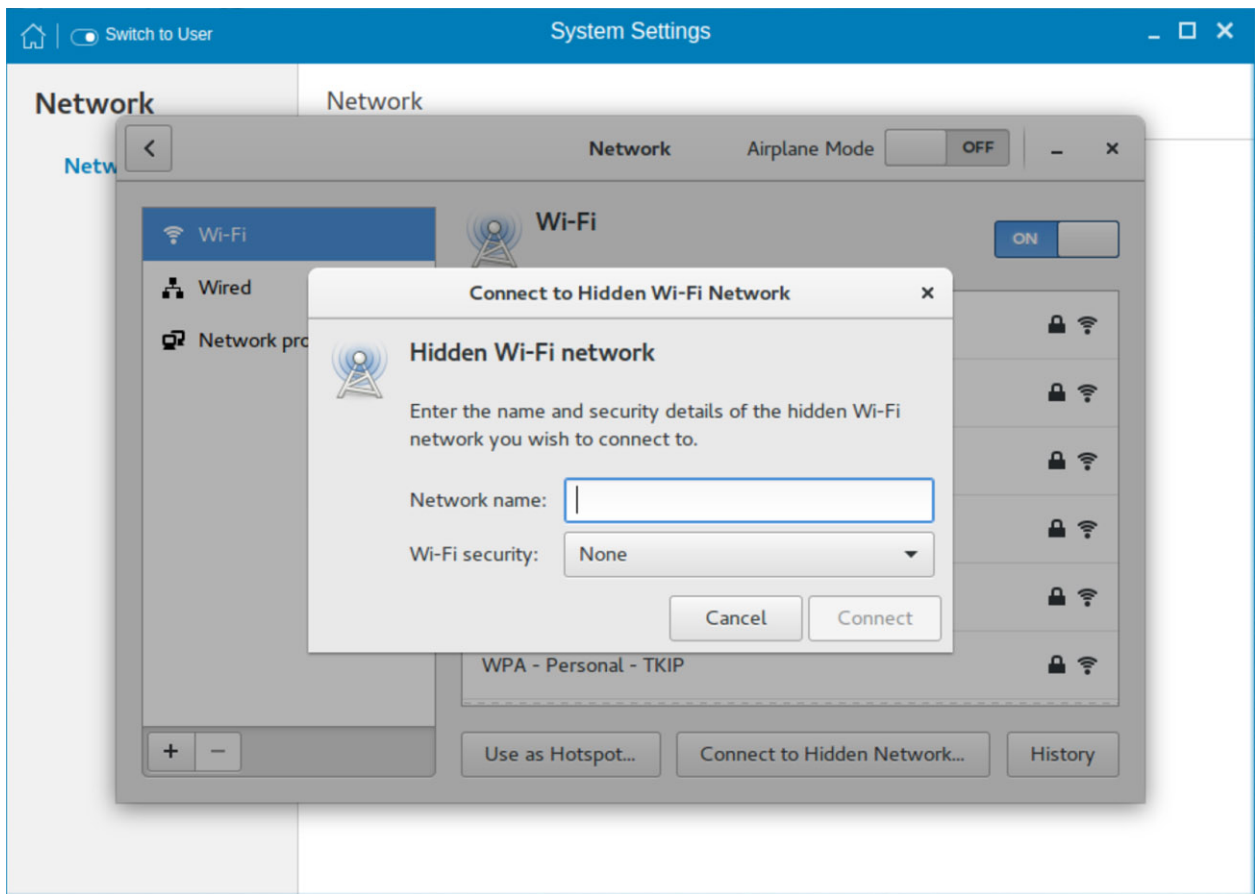 Switch to User
System Settings
Network
Network
Network
Airplane Mode
OFF
Wi-Fi
Wi-Fi
ON
Wired
Network
Connect to Hidden Wi-Fi Network
Hidden Wi-Fi network
Enter the name and security details of the hidden Wi-Fi
network you wish to connect to.
Network name:
Wi-Fi security:
None
Cancel
Connect
WPA - Personal - TKIP
Use as Hotspot...
Connect to Hidden Network...
History